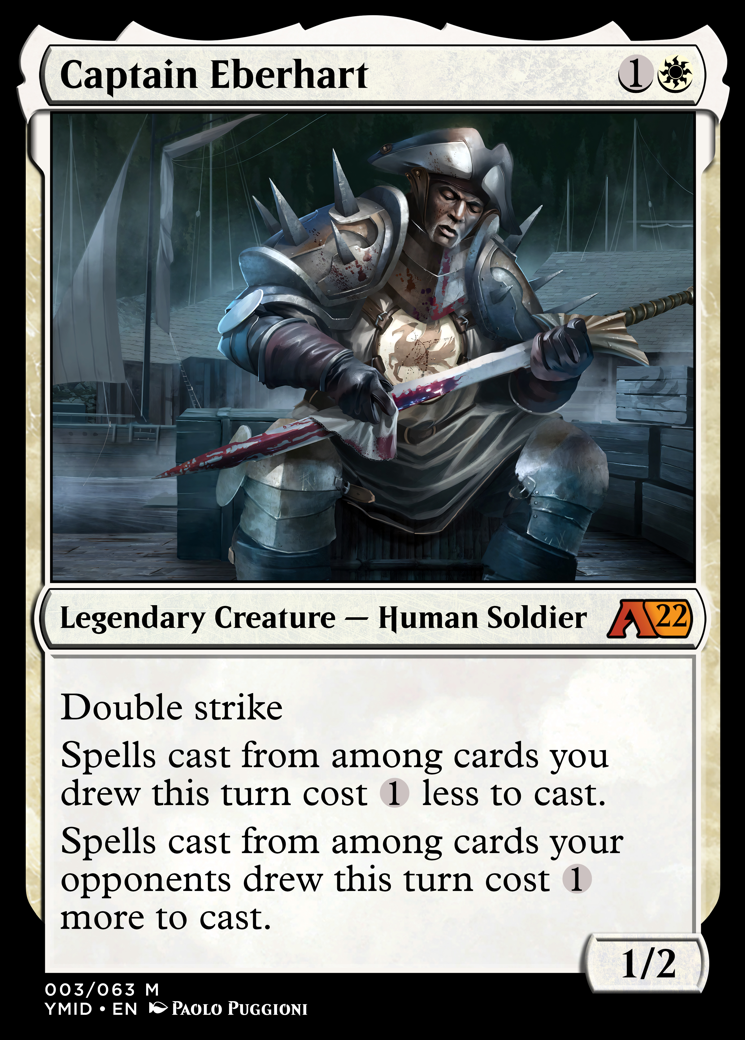 Captain Eberhart 1
Legendary Creature — Human Soldier A22
Double strike
Spells cast from among cards you
drew this turn cost 1 less to cast.
Spells cast from among cards your
opponents drew this turn cost 1
more to cast.
1/2
003/063 M
YMID • EN Paolo Puggioni